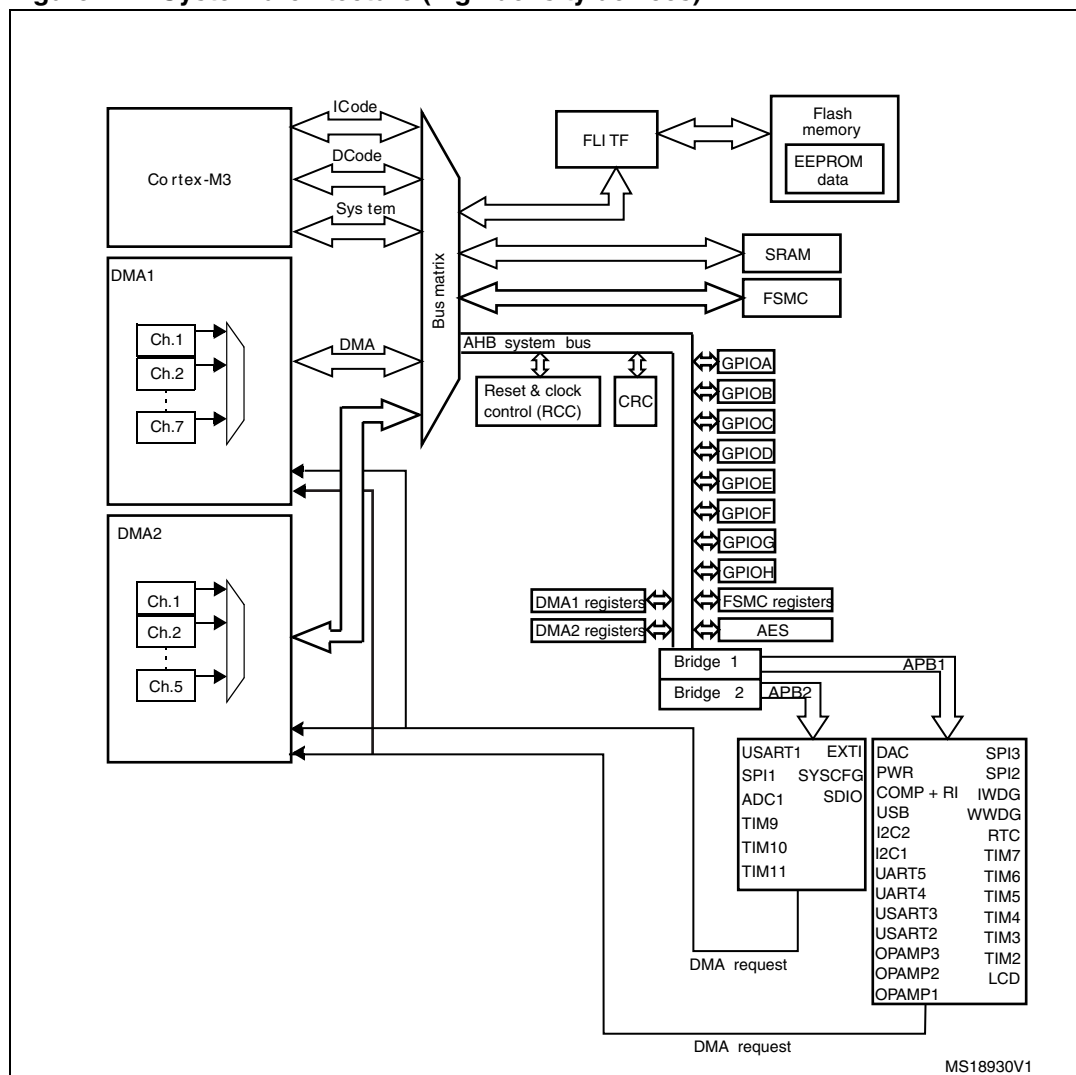 ICode
Cortex-M3
DCode
System
FLITF
Flash
memory
EEPROM
data
Bus matrix
SRAM
FSMC
DMA1
Ch.1
Ch.2
Ch.7
DMA
AHB system bus
Reset & clock
control (RCC)
CRC
GPIOA
GPIOB
GPIOC
GPIOD
GPIOE
GPIOF
GPIOG
GPIOH
DMA2
Ch.1
Ch.2
Ch.5
DMA1 registers
FSMC registers
DMA2 registers
AES
Bridge 1
APB1
Bridge 2
APB2
USART1 EXTI
SPI1 SYSCFG
ADC1 SDIO
TIM9
TIM10
TIM11
DAC SPI3
PWR SPI2
COMP + RI IWDG
USB WWDG
I2C2 RTC
I2C1 TIM7
UART5 TIM6
UART4 TIM5
USART3 TIM4
USART2 TIM3
OPAMP3 TIM2
OPAMP2 LCD
OPAMP1
DMA request
DMA request
MS18930V1